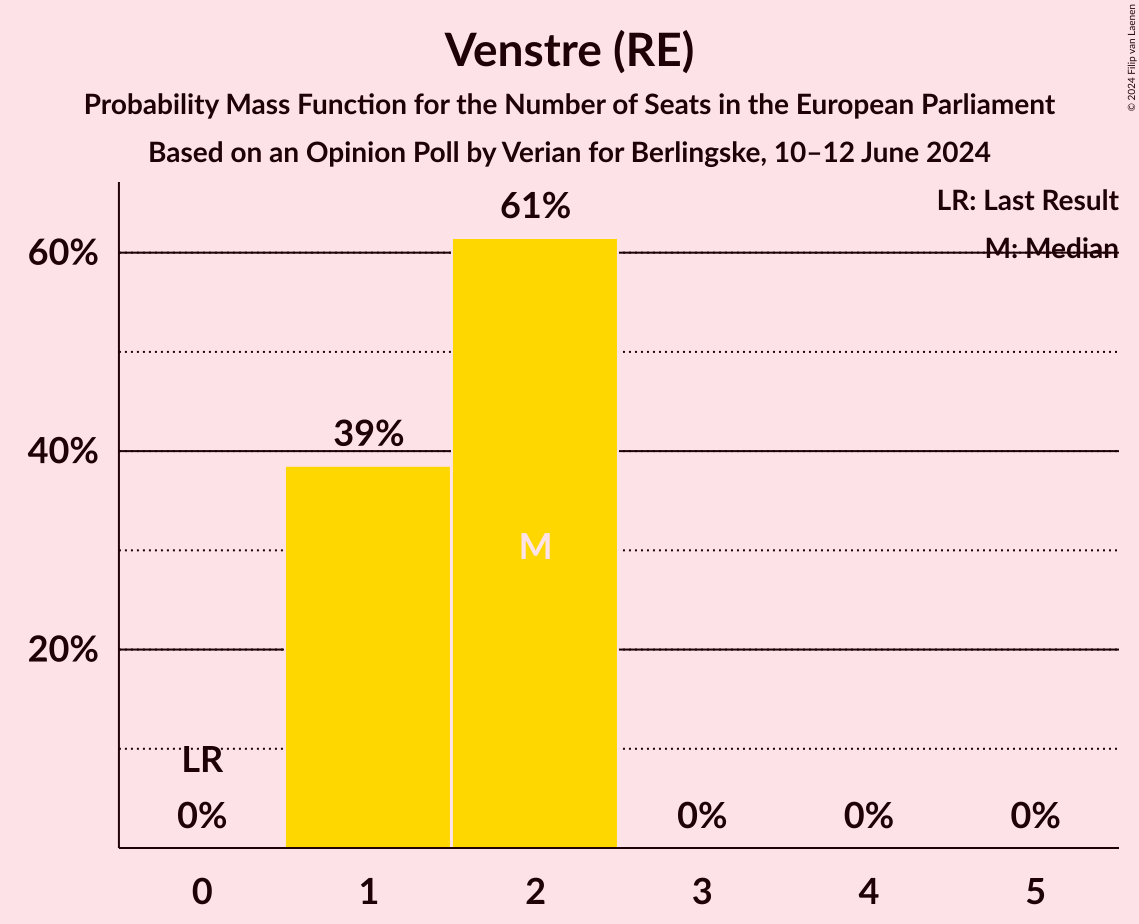 Venstre (RE)
Probability Mass Function for the Number of Seats in the European Parliament
Based on an Opinion Poll by Verian for Berlingske, 10–12 June 2024
© 2024 Filip van Laenen
LR: Last Result
M: Median
61%
60%
39%
40%
M
20%
LR
0%
0%
0%
0%
0
1
2
3
4
5